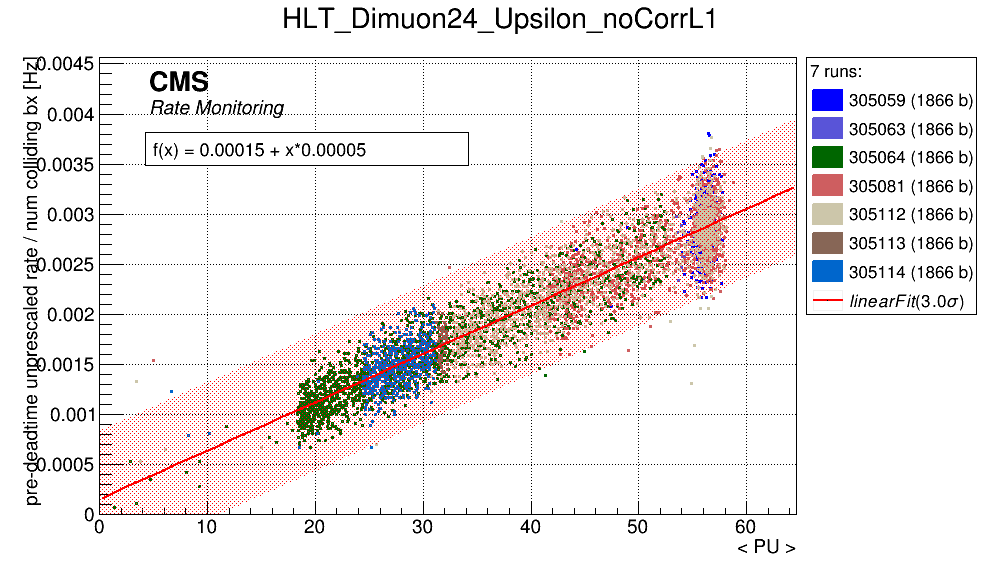 HLT_Dimuon24_Upsilon_noCorrL1
pre-deadtime unprescaled rate / num colliding bx [Hz]
0.0045
0.004
0.0035
0.003
0.0025
0.002
0.0015
0.001
0.0005
0
CMS
Rate Monitoring
f(x) = 0.00015 + x*0.00005
0 10 20 30 40 50 60
< PU >
7 runs:
305059 (1866 b)
305063 (1866 b)
305064 (1866 b)
305081 (1866 b)
305112 (1866 b)
305113 (1866 b)
305114 (1866 b)
linearFit(3.0σ)